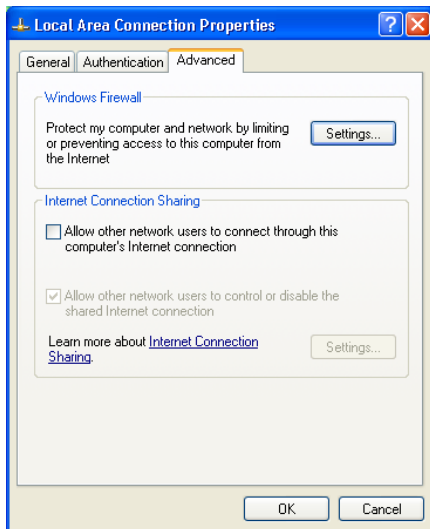 Local Area Connection Properties
General Authentication Advanced
Windows Firewall
Protect my computer and network by limiting
or preventing access to this computer from
the Internet
Settings...
Internet Connection Sharing
Allow other network users to connect through this
computer's Internet connection
Allow other network users to control or disable the
shared Internet connection
Learn more about Internet Connection
Sharing.
Settings...
OK Cancel